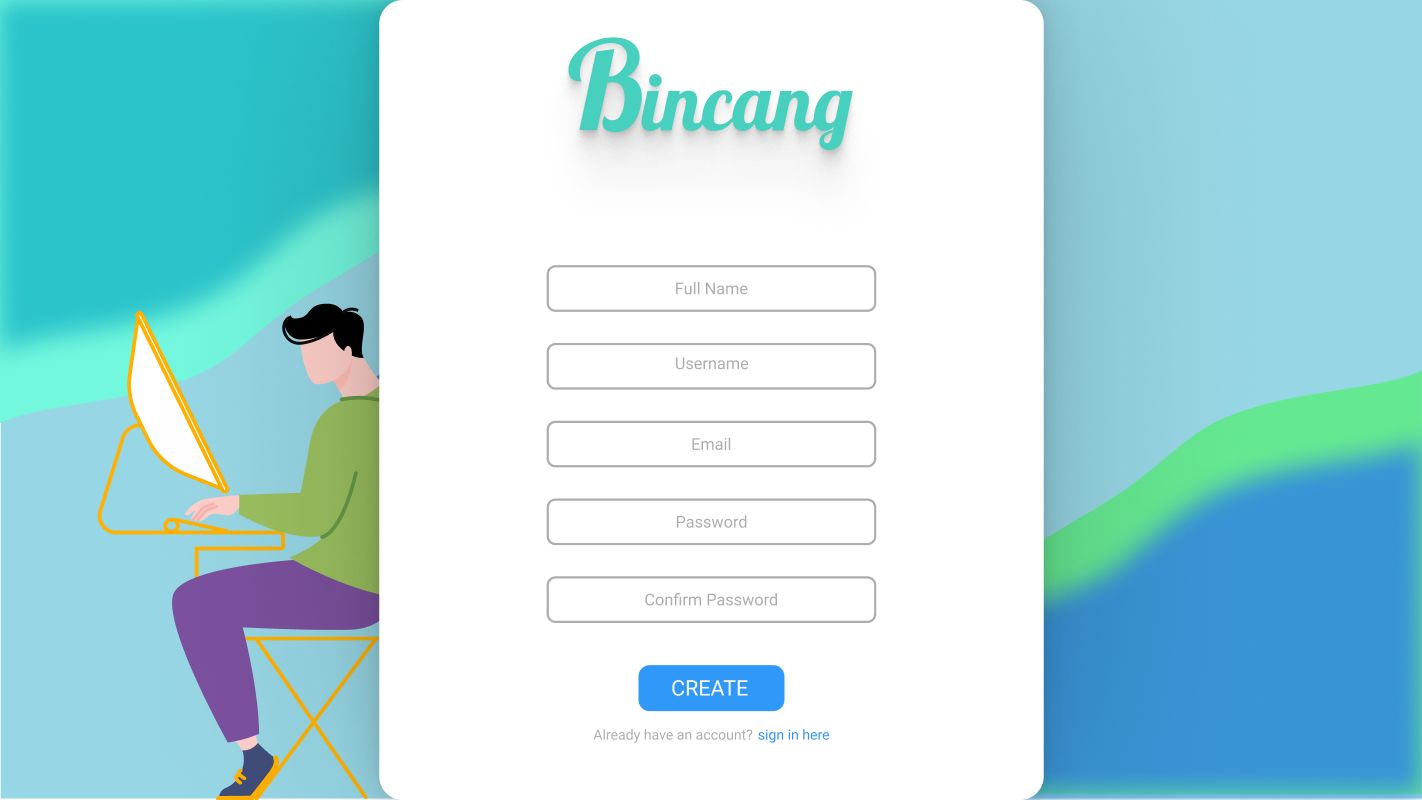 Bincang
Full Name
Username
Email
Password
Confirm Password
CREATE
Already have an account? sign in here